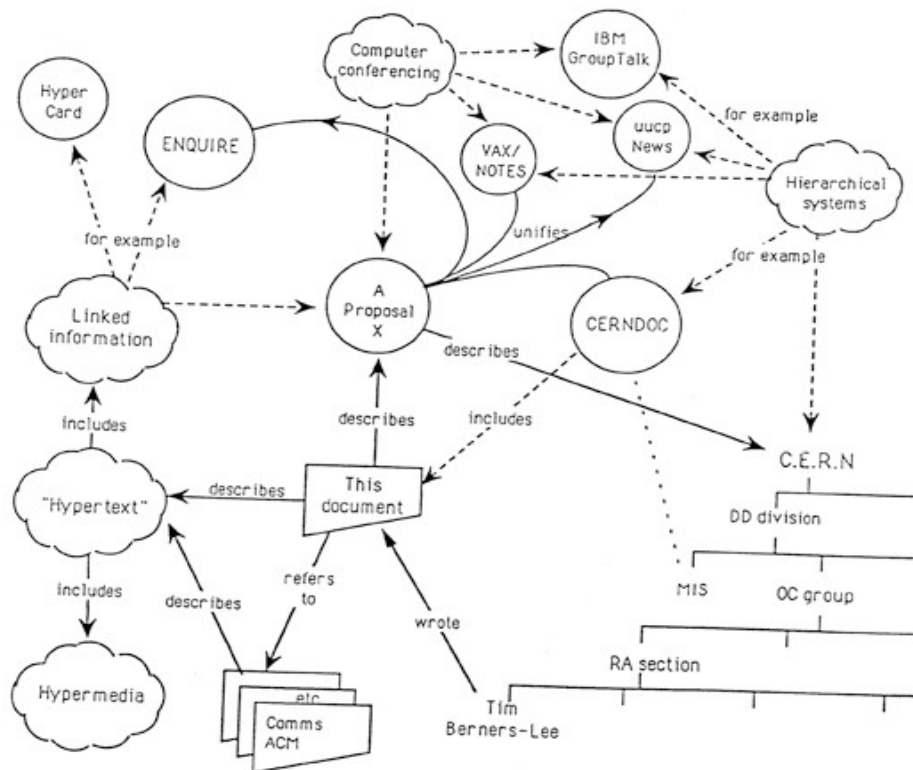 IBM
GroupTalk
Computer
conferencing
Hyper
Card
for example
uucp
News
ENQUIRE
VAX/
NOTES
Hierarchical
systems
unifies
for example
for example
A
Proposal
X
Linked
information
CERNDOC
describes
includes
describes
includes
C.E.R.N
This
document
describes
"Hypertext"
DD division
refers
to
includes
describes
MIS
OC group
wrote
RA section
Hypermedia
etc
Tim
Berners-Lee
Comms
ACM